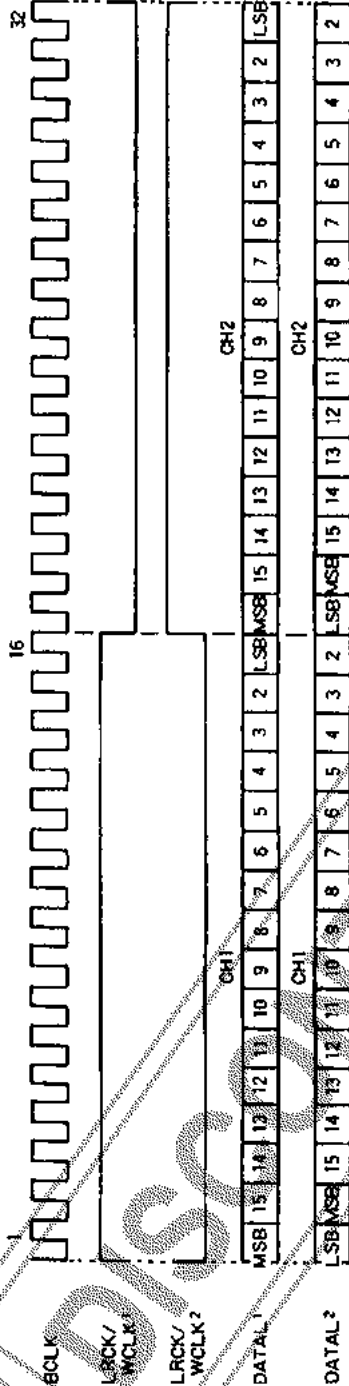 1 16 32
BCLK
LRCK/
WCLK1
LRCK/
WCLK2
CH1 CH2
DATAL1 MSB 15 14 13 12 11 10 9 8 7 6 5 4 3 2 LSB MSB 15 14 13 12 11 10 9 8 7 6 5 4 3 2 LSB
CH1 CH2
DATAL2 LSB MSB 15 14 13 12 11 10 9 8 7 6 5 4 3 2 LSB MSB 15 14 13 12 11 10 9 8 7 6 5 4 3 2
DISCO